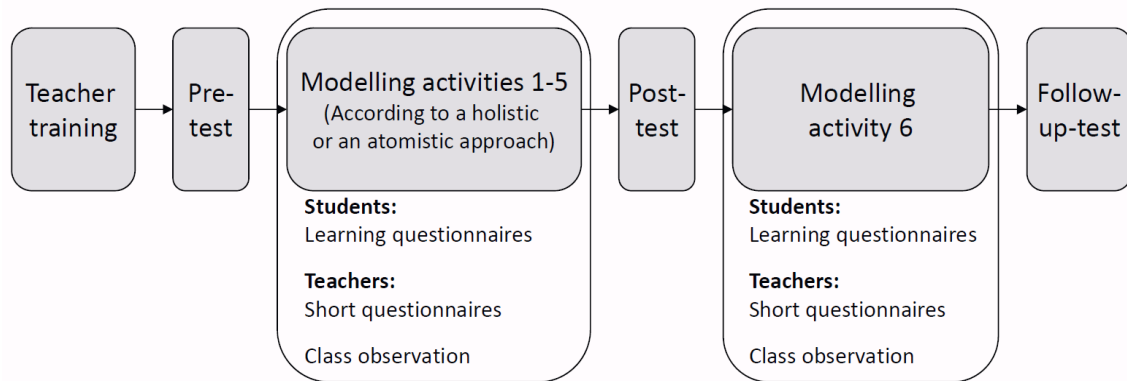 Teacher
training
Pre-
test
Modelling activities 1-5
(According to a holistic
or an atomistic approach)
Students:
Learning questionnaires
Teachers:
Short questionnaires
Class observation
Post-
test
Modelling
activity 6
Students:
Learning questionnaires
Teachers:
Short questionnaires
Class observation
Follow-
up-test